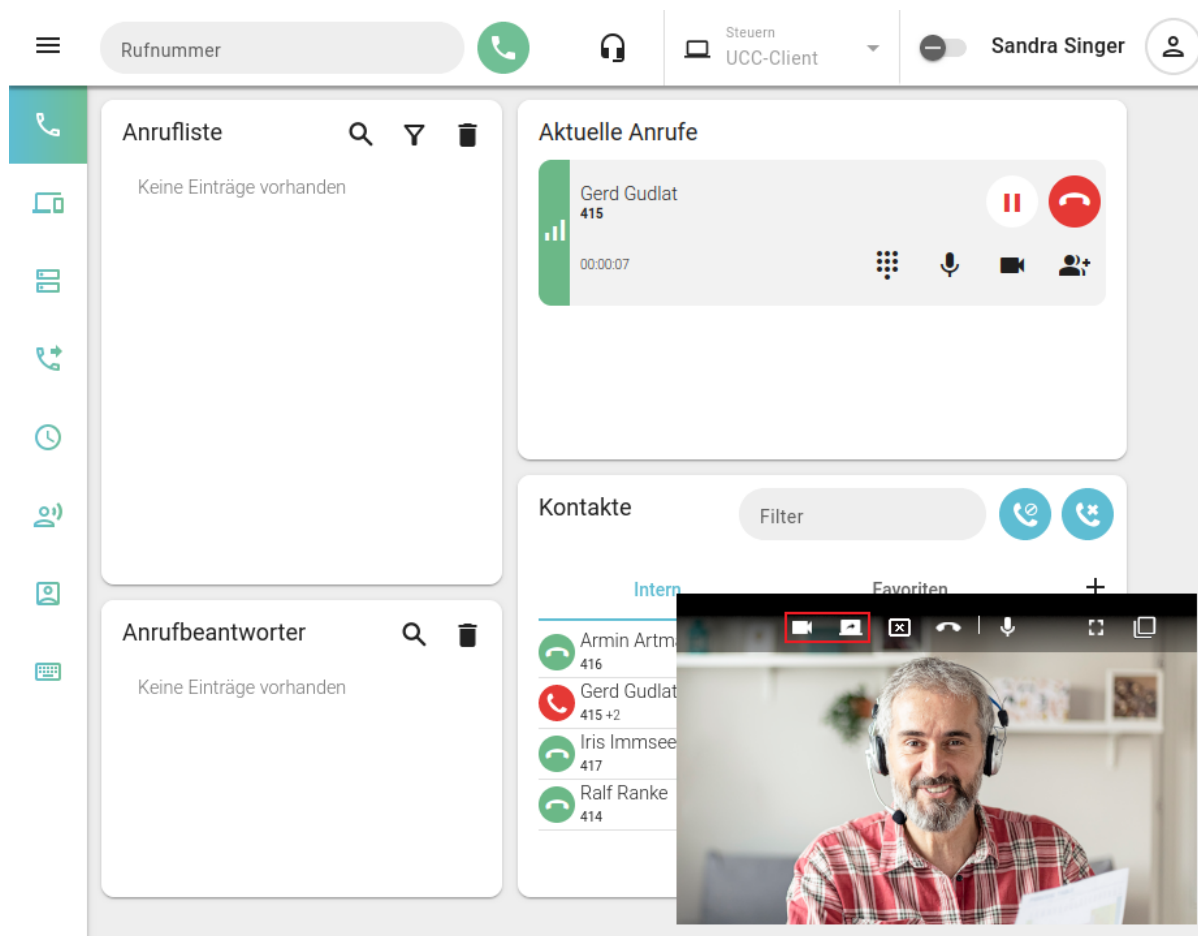 Rufnummer
Steuern
UCC-Client
Sandra Singer
Anrufliste
Keine Einträge vorhanden
Aktuelle Anrufe
Gerd Gudlat
415
00:00:07
Kontakte
Filter
Intern
Favoriten
Armin Artm
416
Gerd Gudlat
415 +2
Iris Immsee
417
Ralf Ranke
414
Anrufbeantworter
Keine Einträge vorhanden